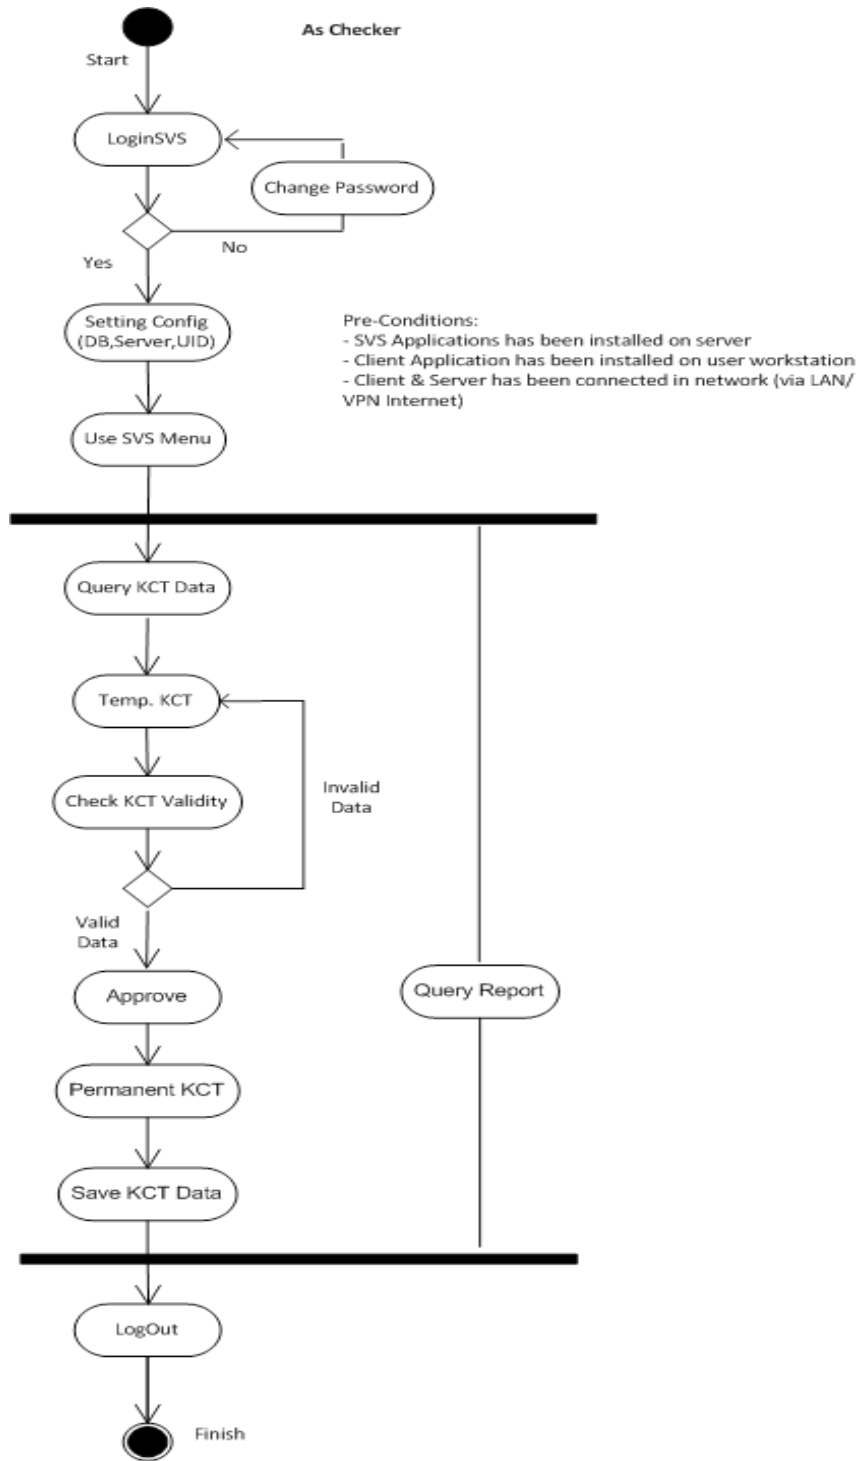 As Checker
Start
LoginSVS
Change Password
No
Yes
Setting Config
(DB,Server,UID)
Pre-Conditions:
- SVS Applications has been installed on server
- Client Application has been installed on user workstation
- Client & Server has been connected in network (via LAN/
VPN Internet)
Use SVS Menu
Query KCT Data
Temp. KCT
Check KCT Validity
Invalid
Data
Valid
Data
Approve
Query Report
Permanent KCT
Save KCT Data
LogOut
Finish